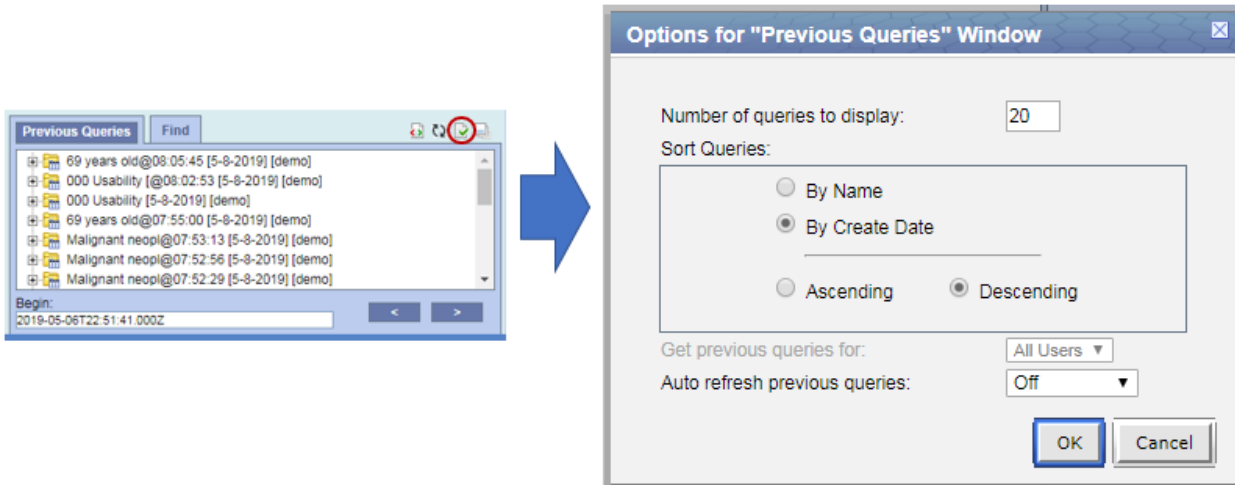 Previous Queries Find
69 years old@08:05:45 [5-8-2019] [demo]
000 Usability [@08:02:53 [5-8-2019] [demo]
000 Usability [5-8-2019] [demo]
69 years old@07:55:00 [5-8-2019] [demo]
Malignant neopl@07:53:13 [5-8-2019] [demo]
Malignant neopl@07:52:56 [5-8-2019] [demo]
Malignant neopl@07:52:29 [5-8-2019] [demo]
Begin:
2019-05-06T22:51:41.000Z
< >
Options for "Previous Queries" Window
Number of queries to display: 20
Sort Queries:
By Name
By Create Date
Ascending Descending
Get previous queries for: All Users
Auto refresh previous queries: Off
OK Cancel